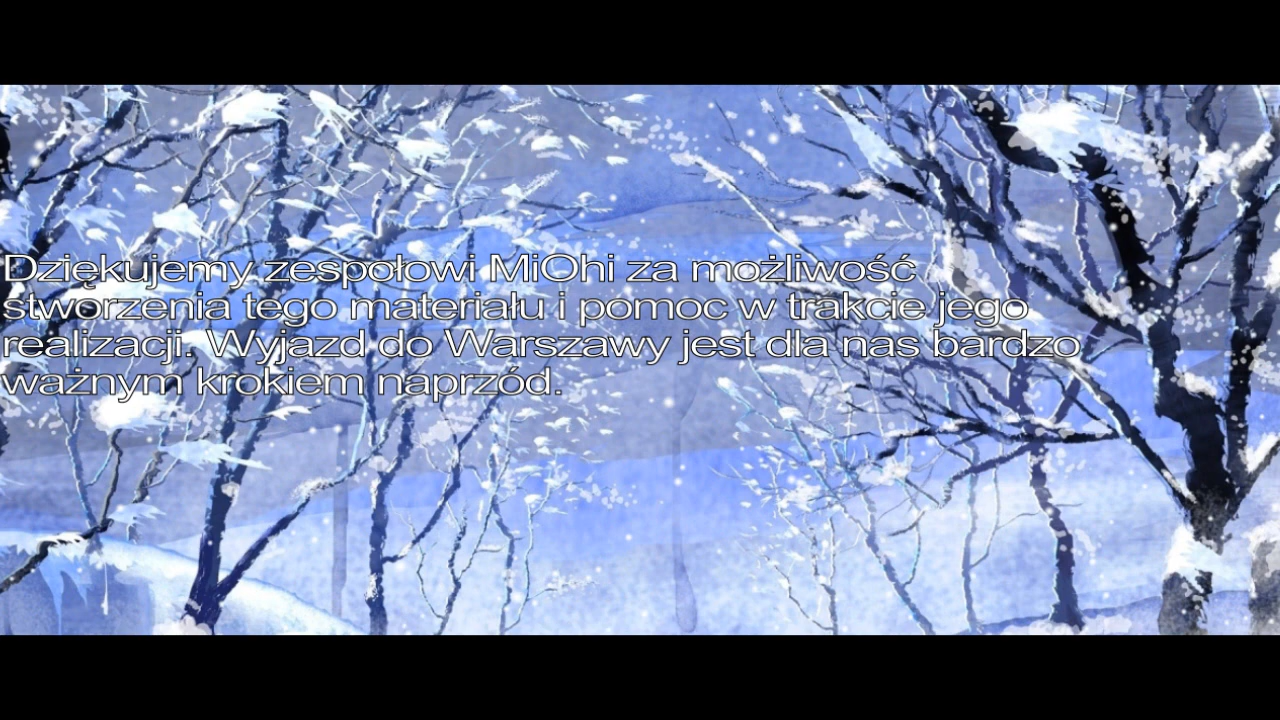 Dziękujemy zespołowi MiOhi za możliwość
stworzenia tego materiału i pomoc w trakcie jego
realizacji. Wyjazd do Warszawy jest dla nas bardzo
ważnym krokiem naprzód.